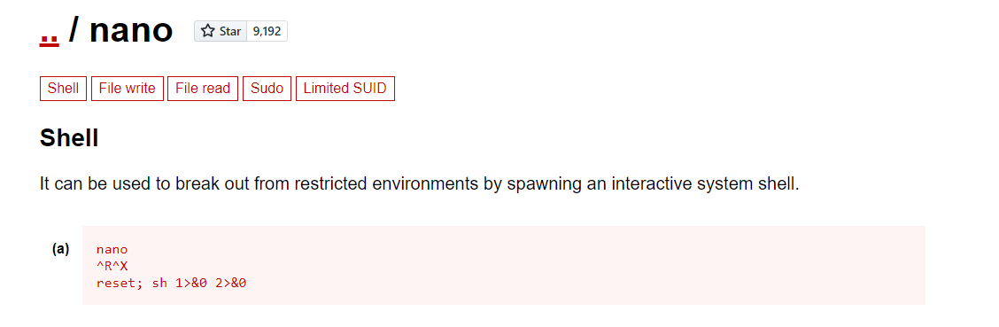 .. / nano Star 9,192
Shell File write File read Sudo Limited SUID
Shell
It can be used to break out from restricted environments by spawning an interactive system shell.
(a) nano
^R^X
reset; sh 1>&0 2>&0